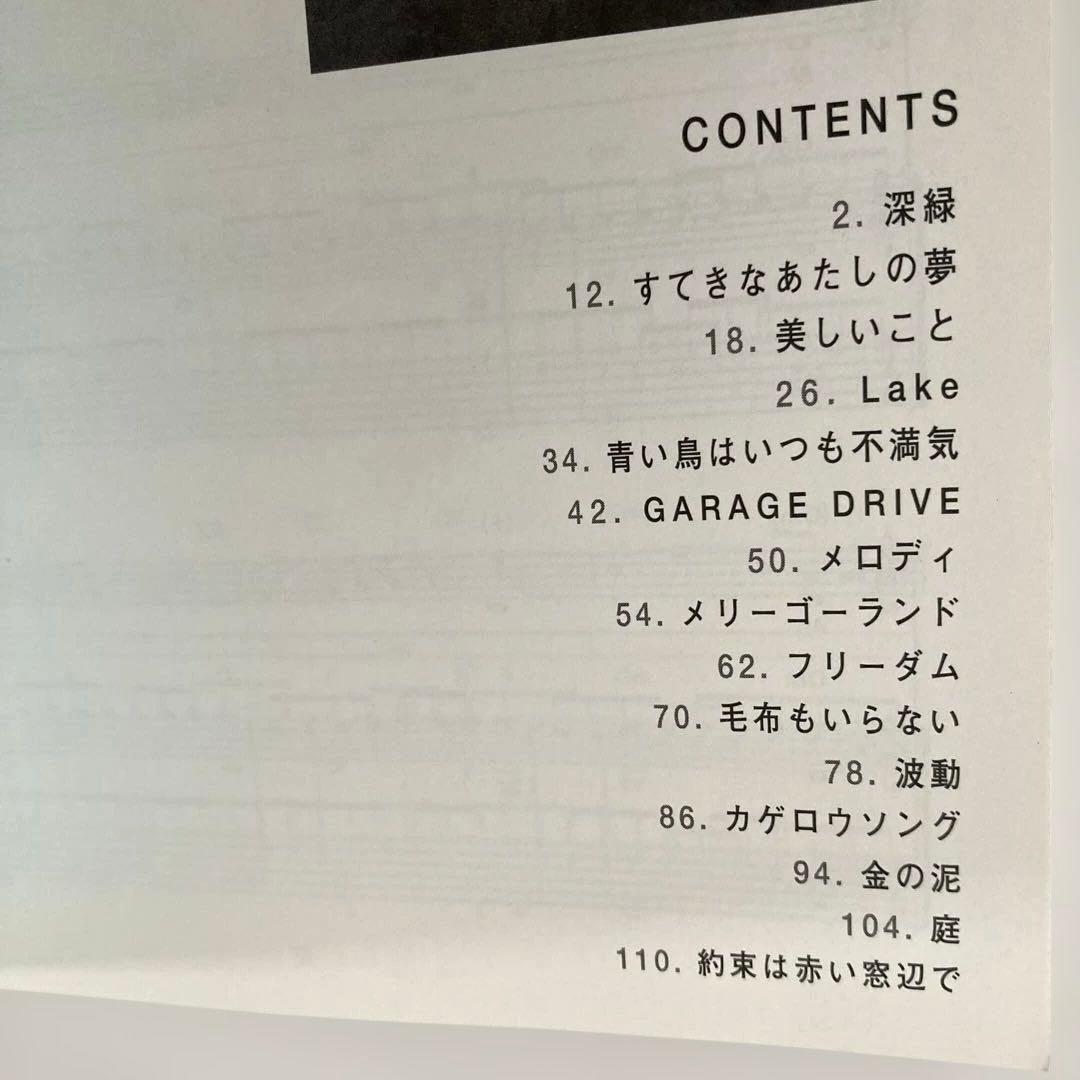 CONTENTS
2. 深緑
12. すてきなあたしの夢
18. 美しいこと
26. Lake
34. 青い鳥はいつも不満気
42. GARAGE DRIVE
50. メロディ
54. メリーゴーランド
62. フリーダム
70. 毛布もいらない
78. 波動
86. カゲロウソング
94. 金の泥
104. 庭
110. 約束は赤い窓辺で